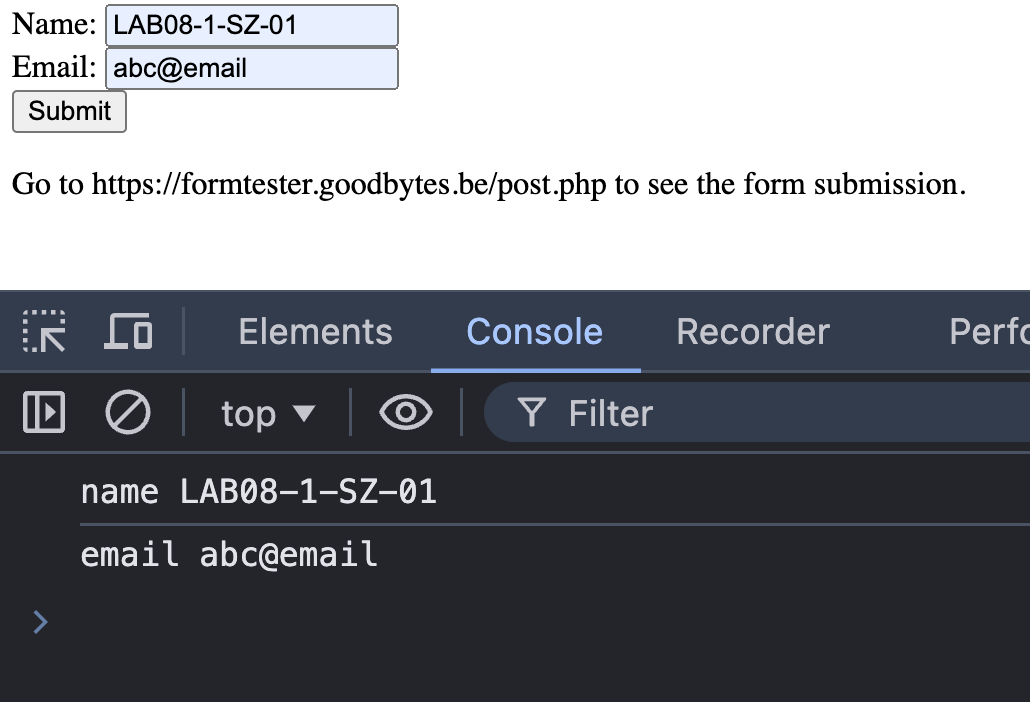 Name: LAB08-1-SZ-01
Email: abc@email
Submit
Go to https://formtester.goodbytes.be/post.php to see the form submission.
Elements Console Recorder Perfo
top Filter
name LAB08-1-SZ-01
email abc@email